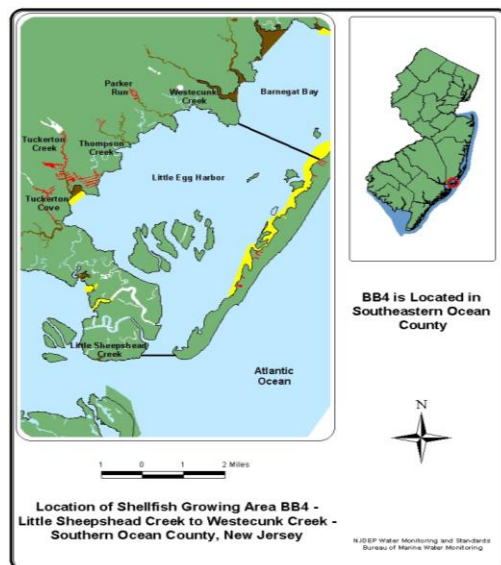 Barnegat Bay
Westecunk
Creek
Parker
Run
Tuckerton
Creek
Thompson
Creek
Little Egg Harbor
Tuckerton
Cove
Little Sheepshead
Creek
Atlantic
Ocean
BB4 is Located in
Southeastern Ocean
County
N
1 0 1 2 Miles
Location of Shellfish Growing Area BB4 -
Little Sheepshead Creek to Westecunk Creek -
Southern Ocean County, New Jersey
NJDEP Water Monitoring and Standards
Bureau of Marine Water Monitoring